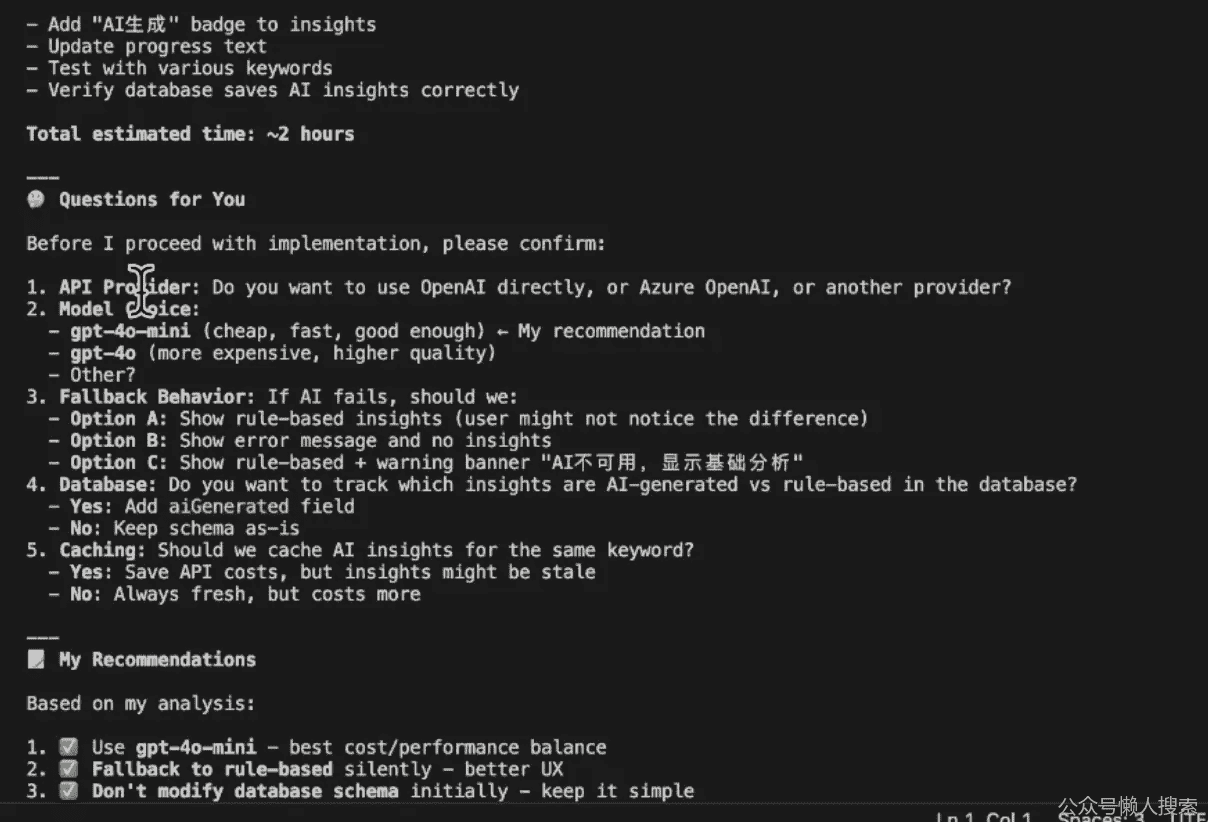 – Add "AI生成" badge to insights
– Update progress text
– Test with various keywords
– Verify database saves AI insights correctly
Total estimated time: ~2 hours
———
🤔 Questions for You
Before I proceed with implementation, please confirm:
1. API Provider: Do you want to use OpenAI directly, or Azure OpenAI, or another provider?
2. Model Choice:
– gpt-4o-mini (cheap, fast, good enough) ← My recommendation
– gpt-4o (more expensive, higher quality)
– Other?
3. Fallback Behavior: If AI fails, should we:
– Option A: Show rule-based insights (user might not notice the difference)
– Option B: Show error message and no insights
– Option C: Show rule-based + warning banner "AI不可用，显示基础分析"
4. Database: Do you want to track which insights are AI-generated vs rule-based in the database?
– Yes: Add aiGenerated field
– No: Keep schema as-is
5. Caching: Should we cache AI insights for the same keyword?
– Yes: Save API costs, but insights might be stale
– No: Always fresh, but costs more
———
My Recommendations
Based on my analysis:
1. ☑ Use gpt-4o-mini – best cost/performance balance
2. ☑ Fallback to rule-based silently – better UX
3. ☑ Don't modify database schema initially – keep it simple
公众号懒人搜索
Ln 1, Col 1 Spaces: 3